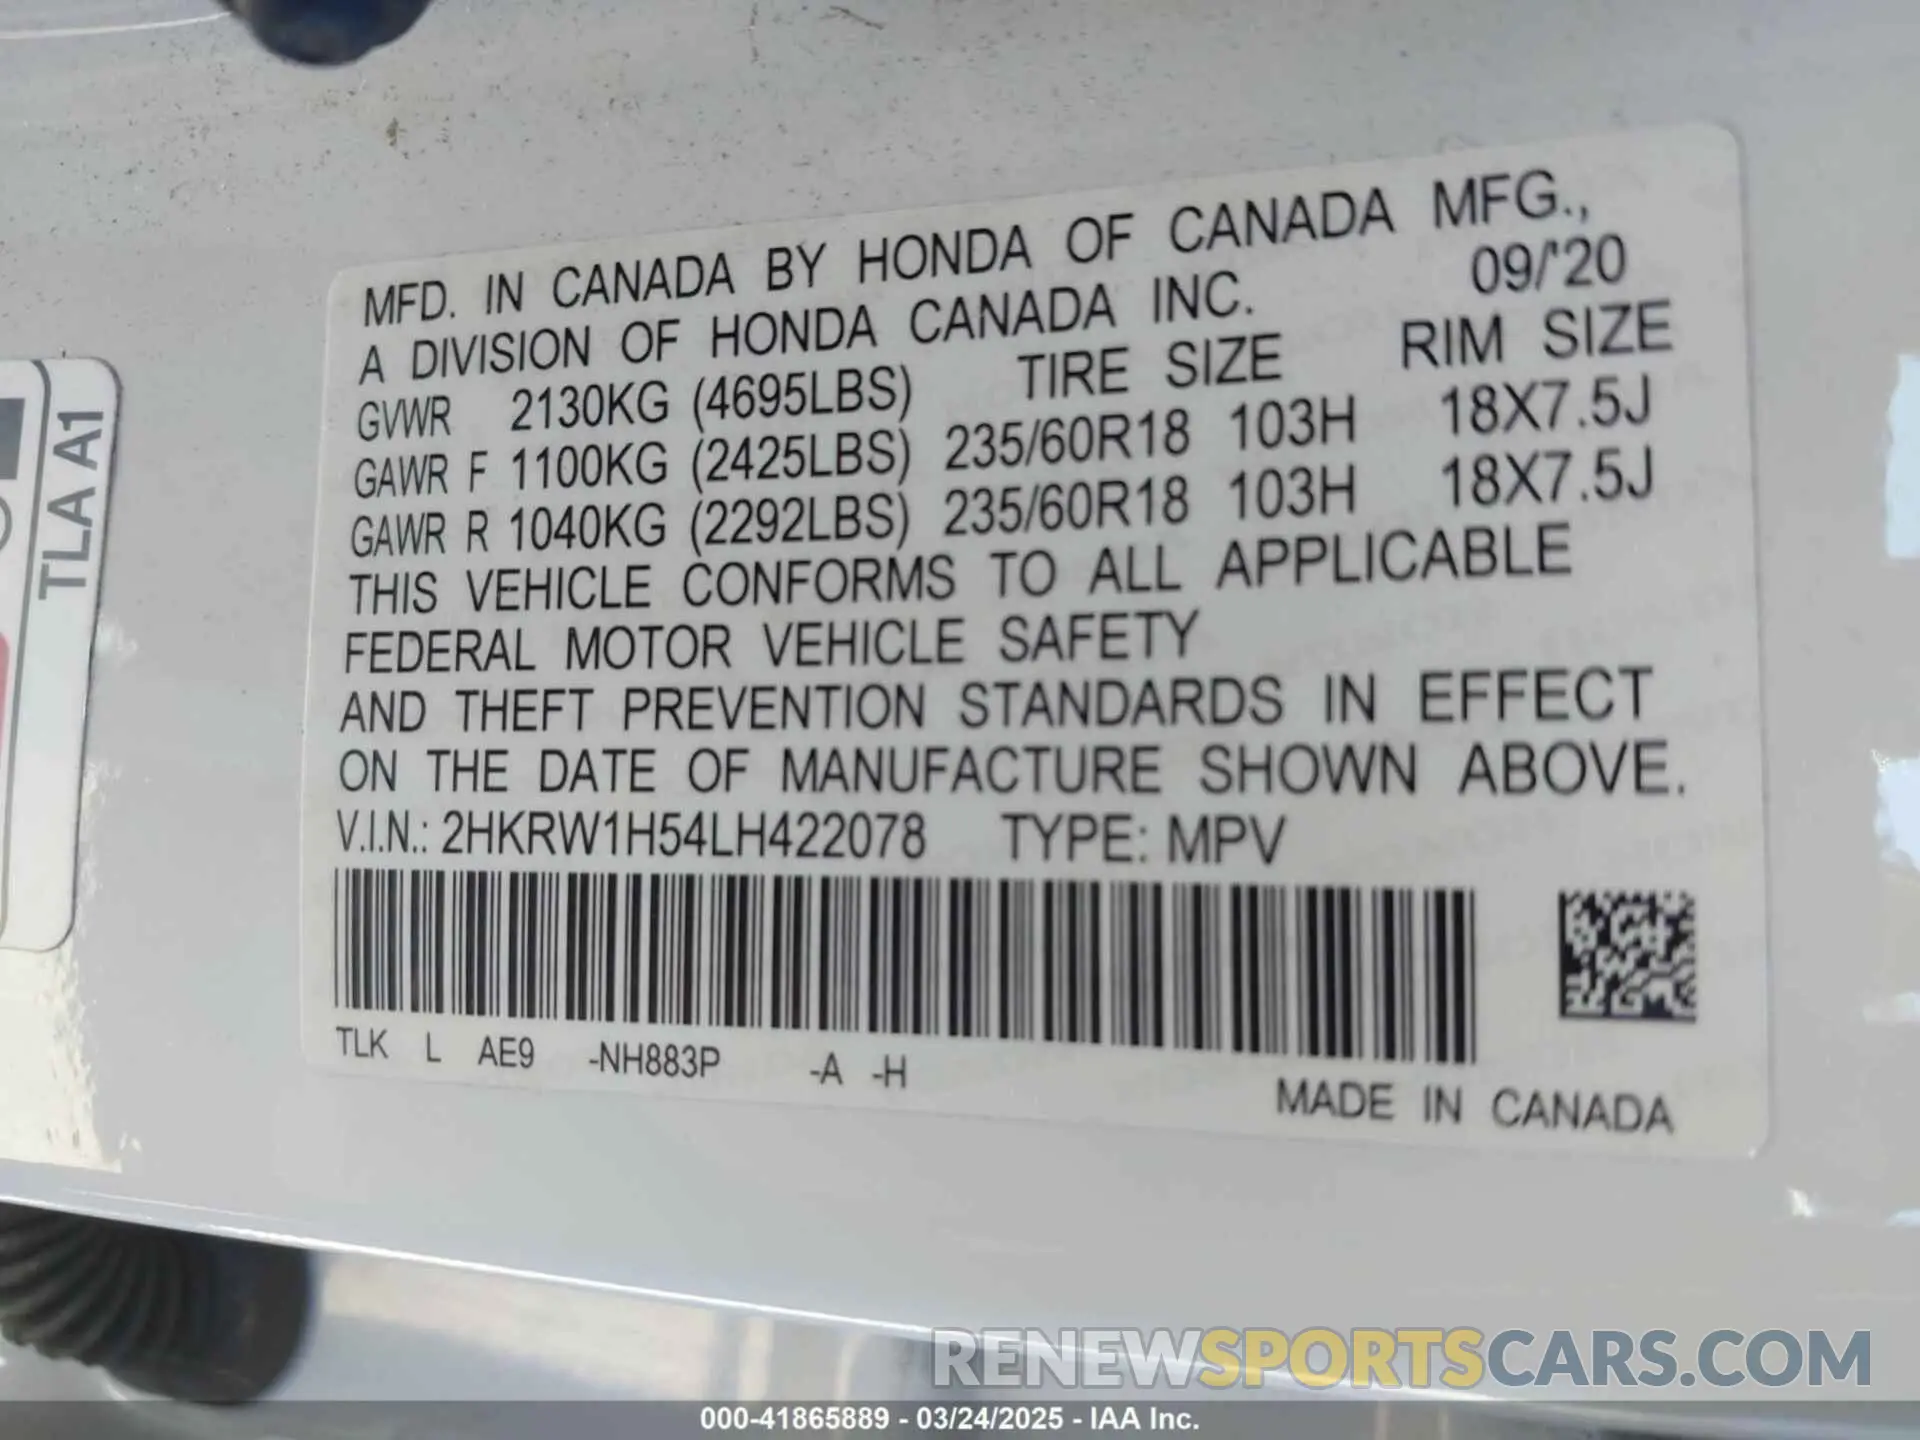 MFD. IN CANADA BY HONDA OF CANADA MFG.,
A DIVISION OF HONDA CANADA INC. 09/'20
GVWR 2130KG (4695LBS) TIRE SIZE RIM SIZE
GAWR F 1100KG (2425LBS) 235/60R18 103H 18X7.5J
GAWR R 1040KG (2292LBS) 235/60R18 103H 18X7.5J
THIS VEHICLE CONFORMS TO ALL APPLICABLE
FEDERAL MOTOR VEHICLE SAFETY
AND THEFT PREVENTION STANDARDS IN EFFECT
ON THE DATE OF MANUFACTURE SHOWN ABOVE.
V.I.N.: 2HKRW1H54LH422078 TYPE: MPV
TLK L AE9 -NH883P -A -H
MADE IN CANADA
TLA A1
RENEWSPORTSCARS.COM
000-41865889 - 03/24/2025 - IAA Inc.